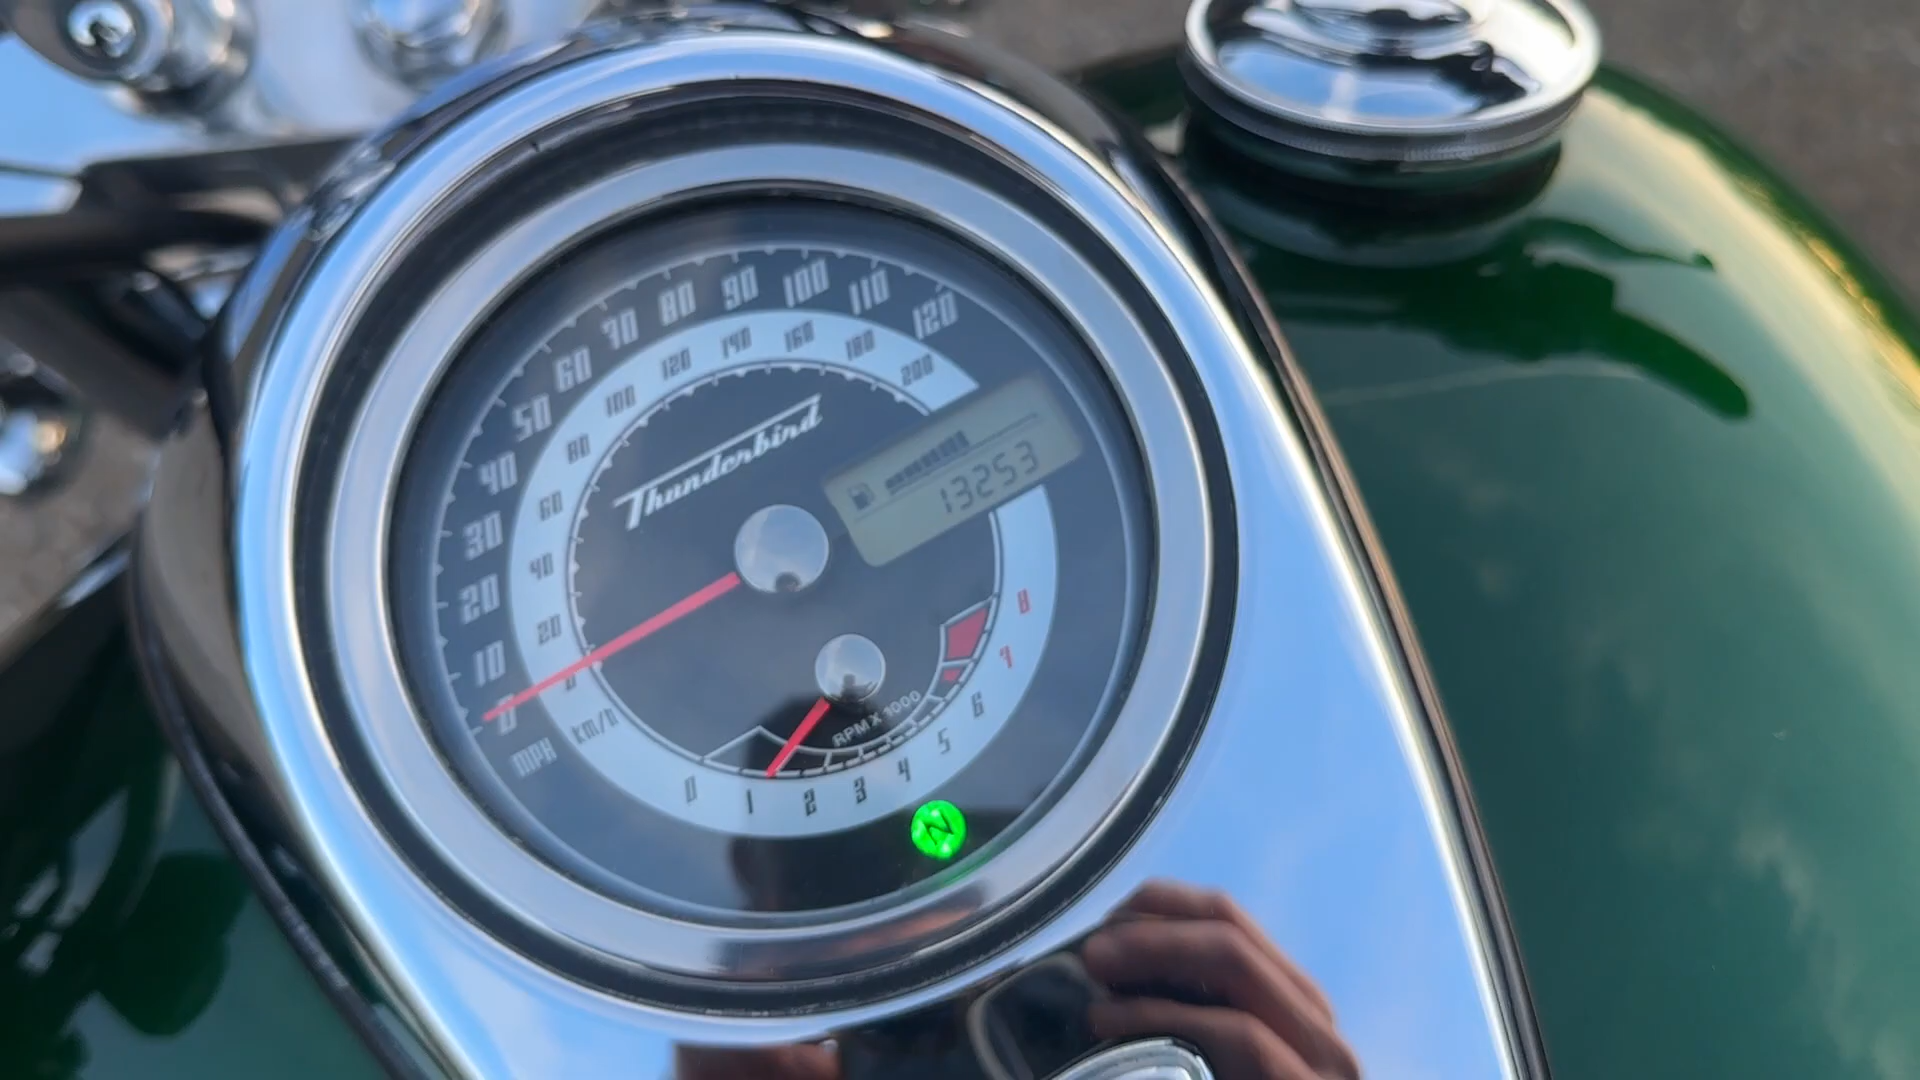 0 10 20 30 40 50 60 70 80 90 100 110 120
MPH
20 40 60 80 100 120 140 160 180 200
km/h
Thunderbird
13253
RPM X 1000
0 1 2 3 4 5 6 7 8
N